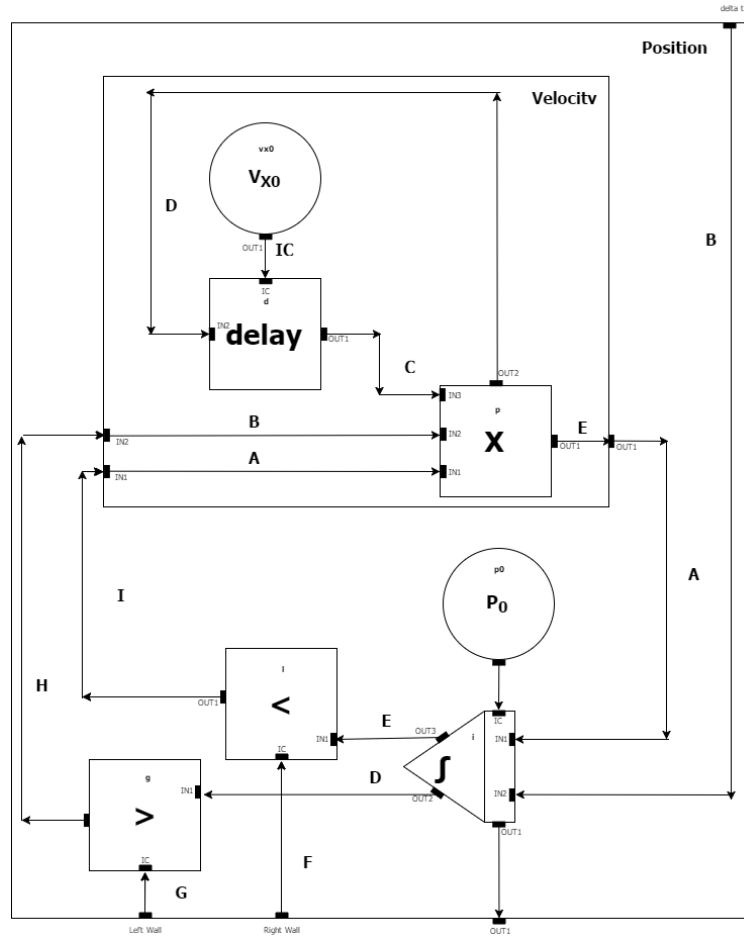 delta t
Position
Velocity
vx0
VX0
D
B
OUT1
IC
IC
d
IN2
delay
OUT1
C
OUT2
IN3
p
B
IN2
X
E
IN2
OUT1
OUT1
A
IN1
IN1
A
p0
P0
I
H
l
<
OUT1
IN1
IC
E
OUT3
IC
i
IN1
∫
D
OUT2
IN2
OUT1
g
IN1
>
IC
F
G
Left Wall
Right Wall
OUT1